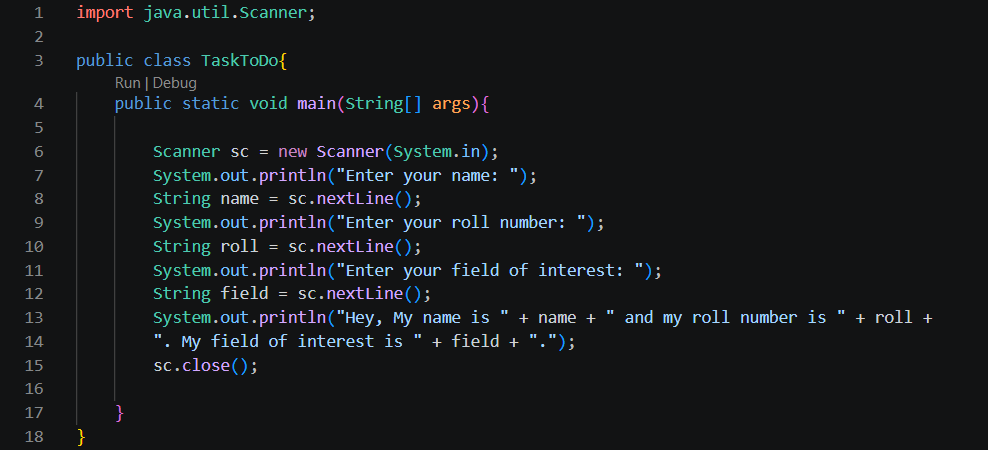 1 import java.util.Scanner;
2
3 public class TaskToDo{
Run | Debug
4 public static void main(String[] args){
5
6 Scanner sc = new Scanner(System.in);
7 System.out.println("Enter your name: ");
8 String name = sc.nextLine();
9 System.out.println("Enter your roll number: ");
10 String roll = sc.nextLine();
11 System.out.println("Enter your field of interest: ");
12 String field = sc.nextLine();
13 System.out.println("Hey, My name is " + name + " and my roll number is " + roll +
14 ". My field of interest is " + field + ".");
15 sc.close();
16
17 }
18 }